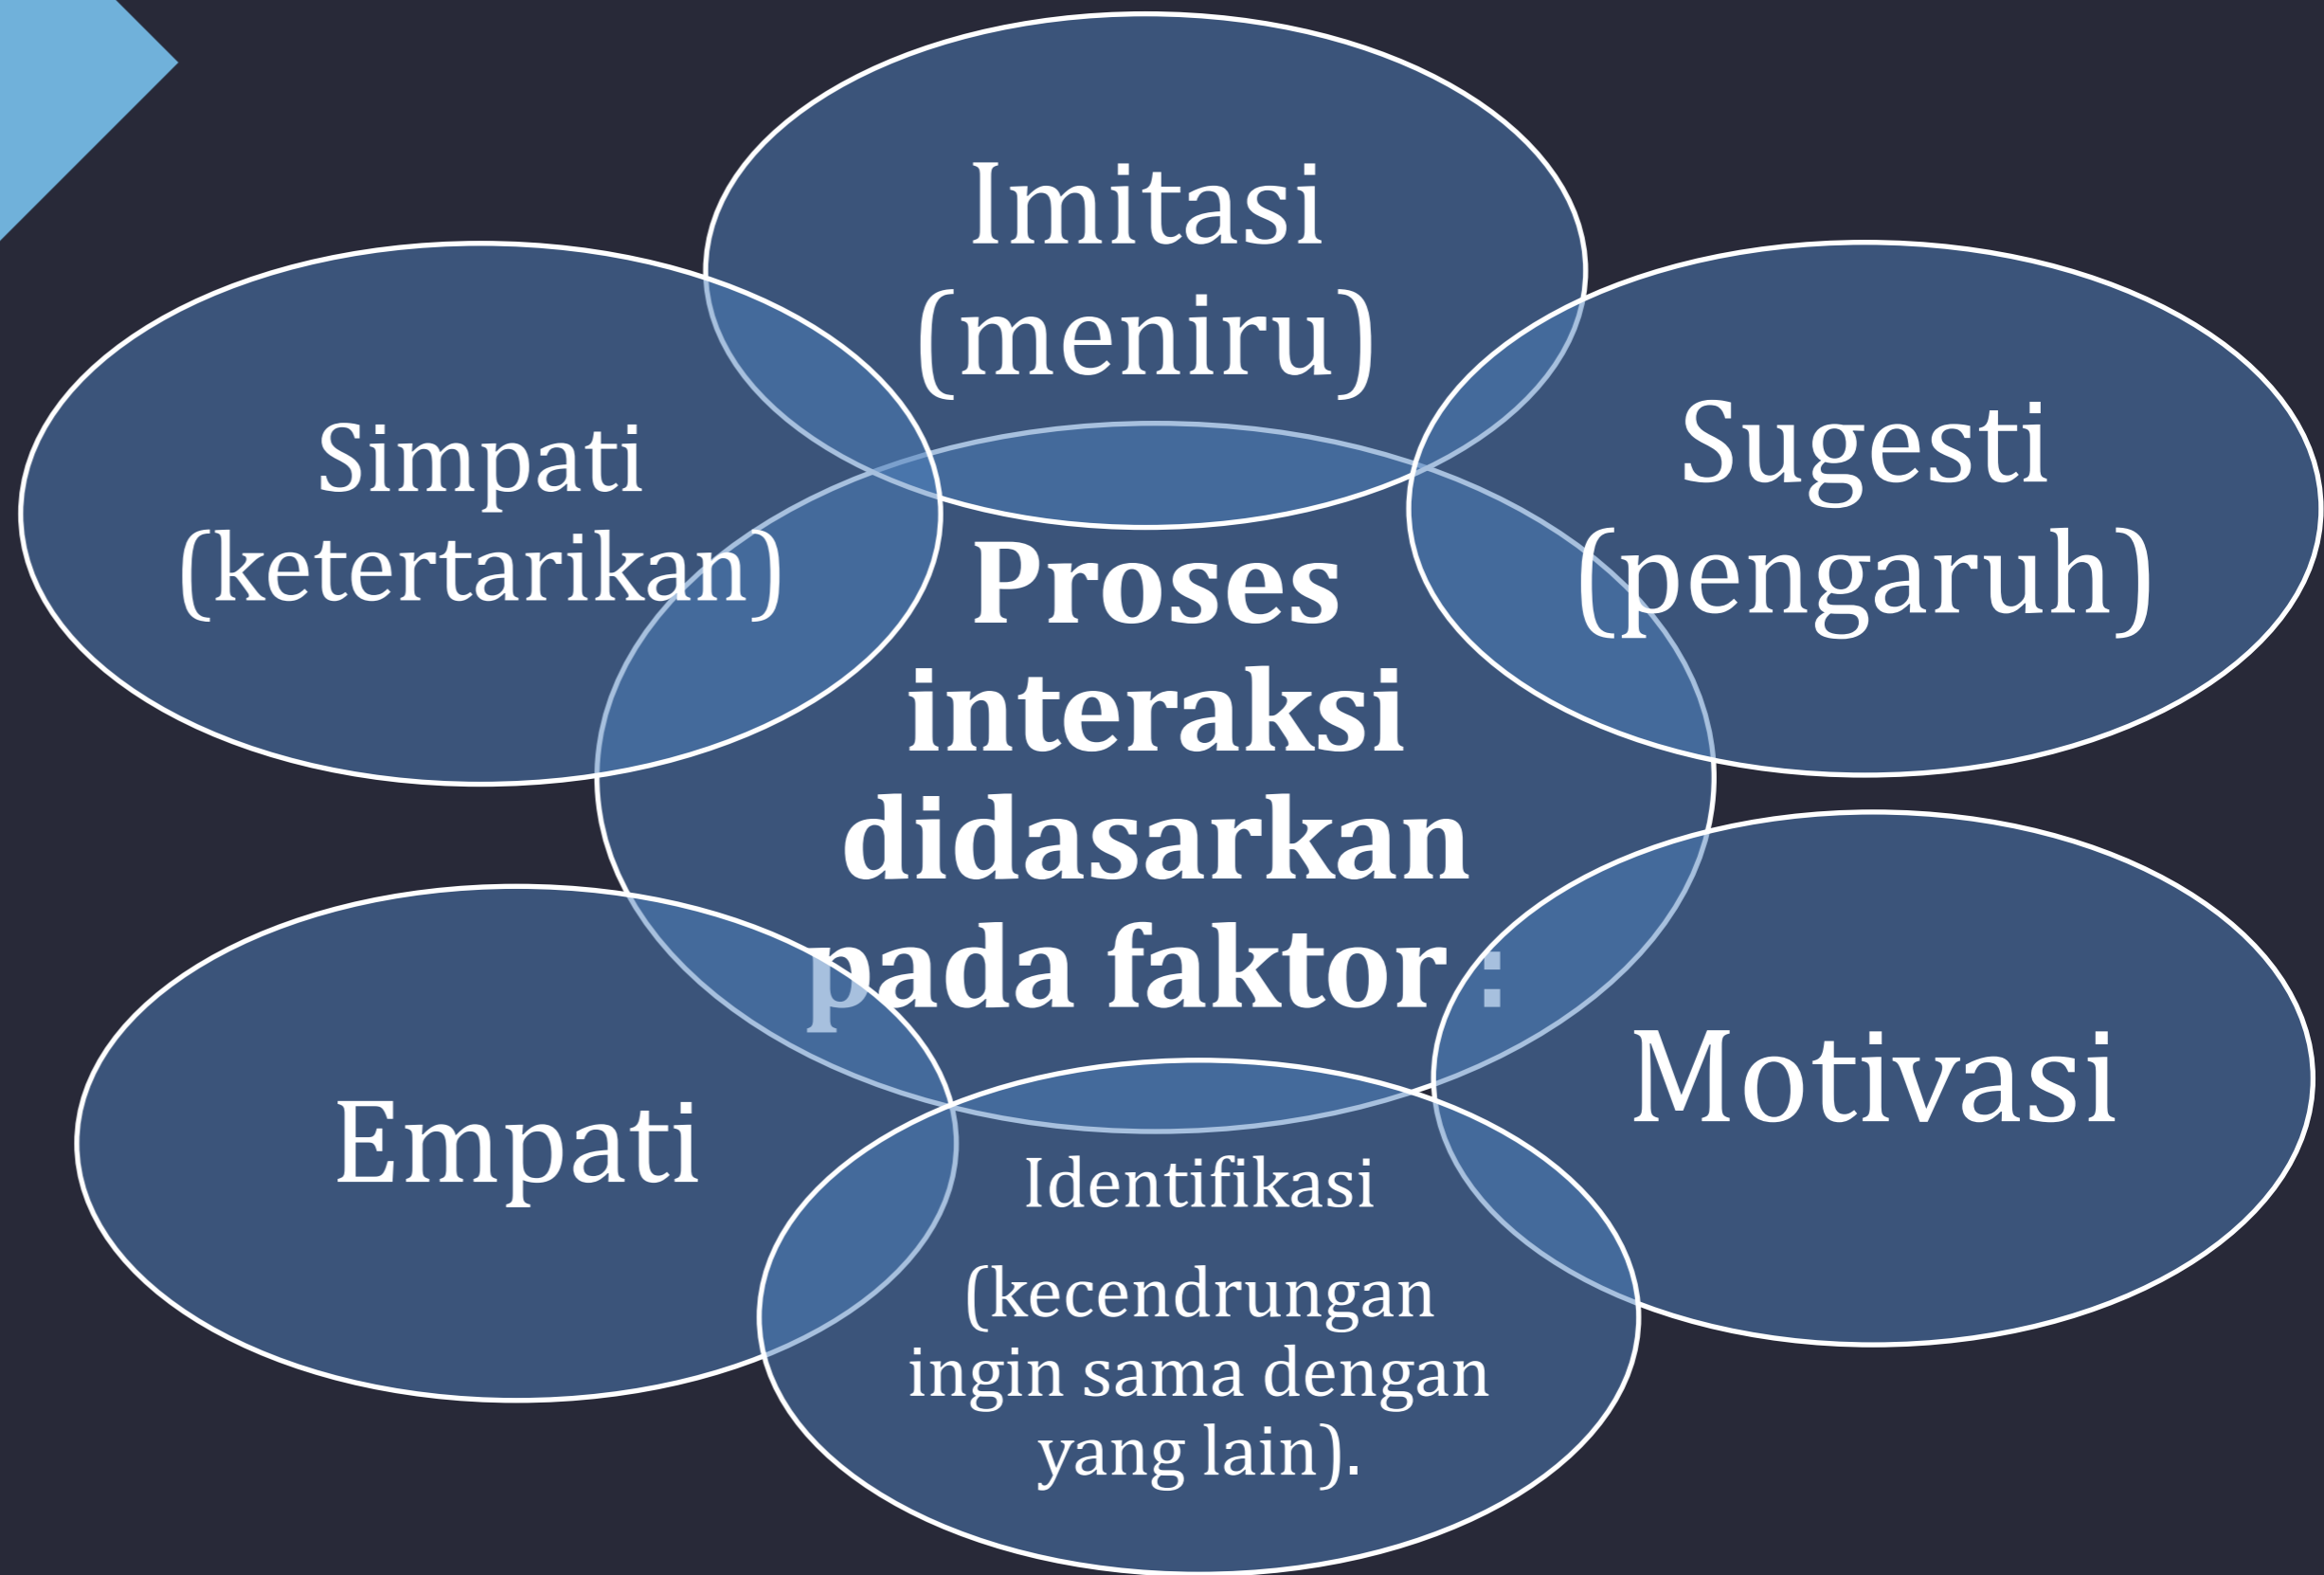 Imitasi
(meniru)
Simpati
(ketertarikan)
Sugesti
(pengaruh)
Proses
interaksi
didasarkan
pada faktor :
Motivasi
Empati
Identifikasi
(kecendrungan
ingin sama dengan
yang lain).